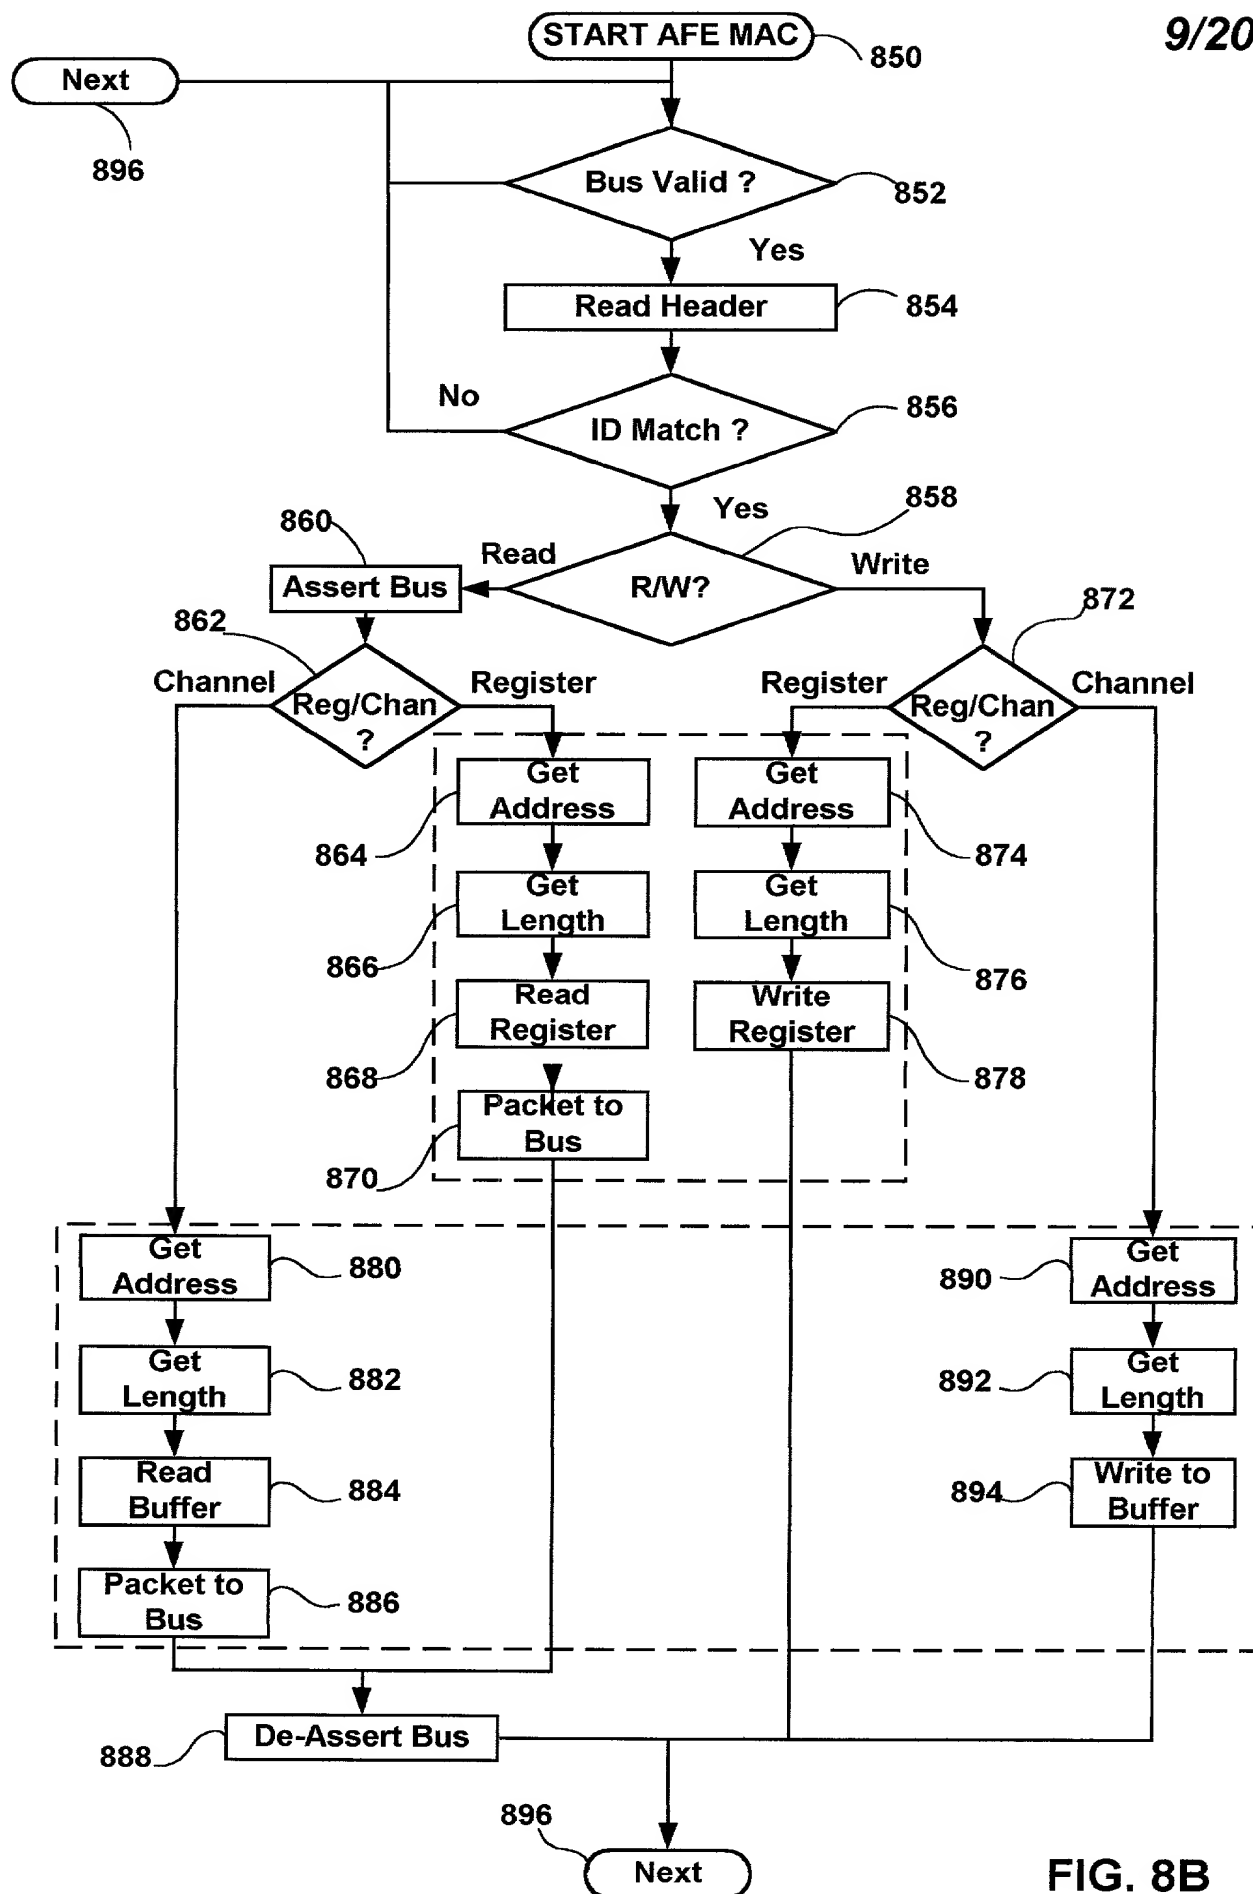 START AFE MAC
850
9/20
Next
896
Bus Valid ?
852
Yes
Read Header
854
No
ID Match ?
856
Yes
858
860
Read
R/W?
Write
Assert Bus
862
872
Channel
Reg/Chan
?
Register
Register
Reg/Chan
?
Channel
Get
Address
864
Get
Address
874
Get
Length
866
Get
Length
876
Read
Register
868
Write
Register
878
Packet to
Bus
870
Get
Address
880
890
Get
Address
Get
Length
882
892
Get
Length
Read
Buffer
884
894
Write to
Buffer
Packet to
Bus
886
De-Assert Bus
888
896
Next
FIG. 8B